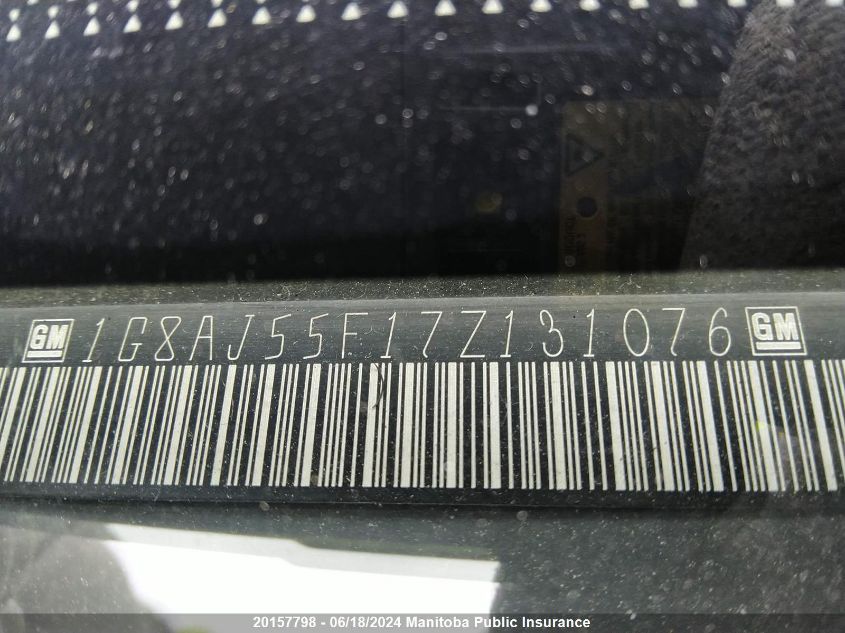 GM 1G8AJ55F17Z131076 GM
20157798 - 06/18/2024 Manitoba Public Insurance